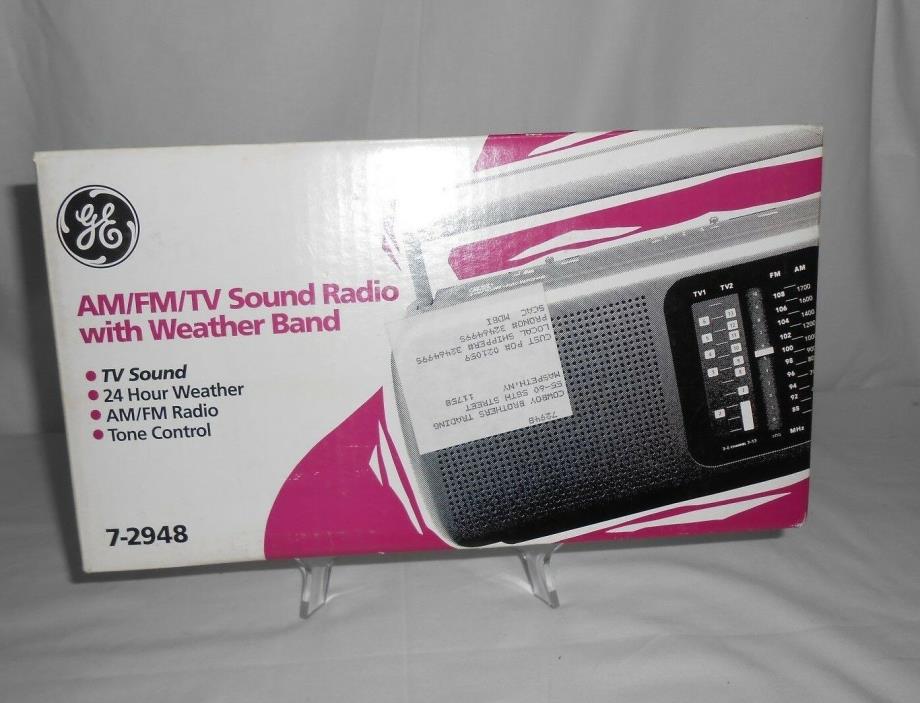 GE
AM/FM/TV Sound Radio
with Weather Band
TV Sound
24 Hour Weather
AM/FM Radio
Tone Control
7-2948
72948
COWBOY BROTHERS TRADING
55-60 58TH STREET
MASPETH.NY 11758
CUST PO# 021059
LOCAL SHIPPER# 32464995
PRONO# 32464995
SCAC MDBI
TV1 TV2
FM AM
108 1700
106 1600
104 1400
102 1200
100
98
96
94
92
88
MHz